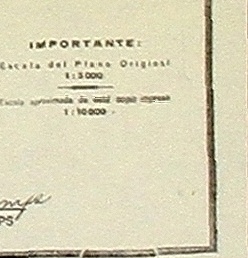 IMPORTANTE:
Escala del Plano Original
1:5000
Escala aproximada de esta copia impresa
1:10000
PS